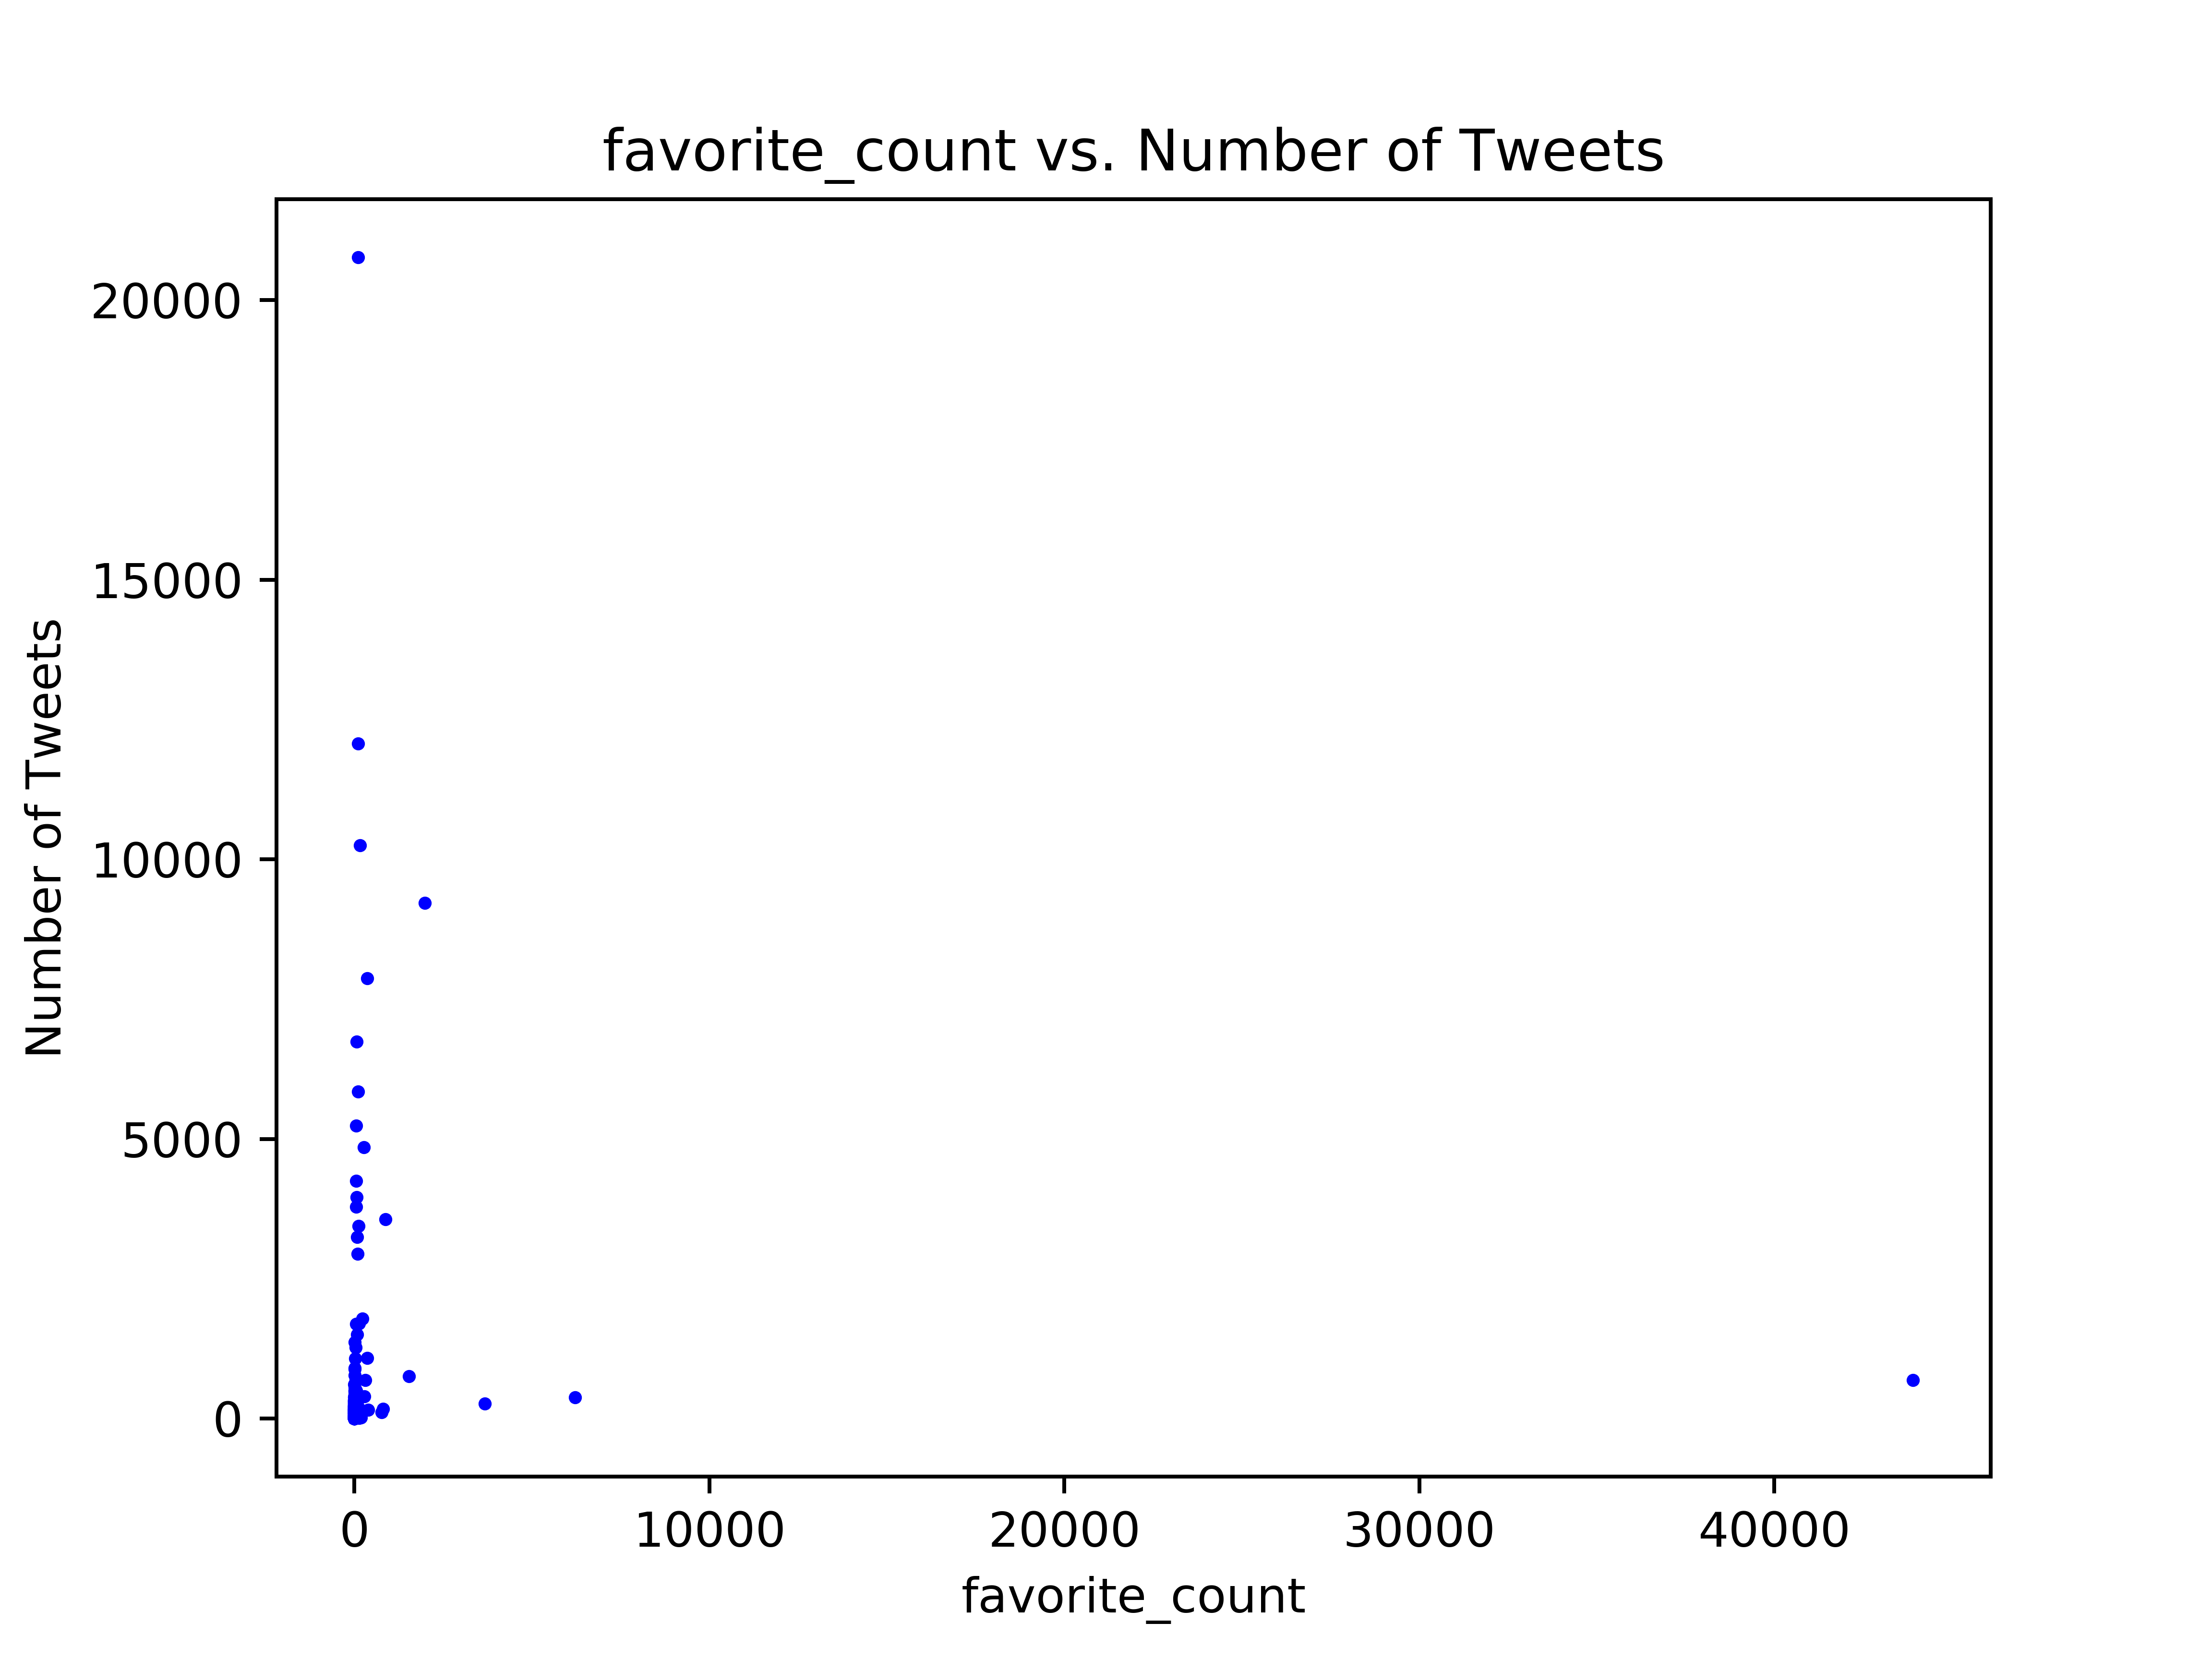 favorite_count vs. Number of Tweets
20000
15000
10000
5000
0
Number of Tweets
0 10000 20000 30000 40000
favorite_count